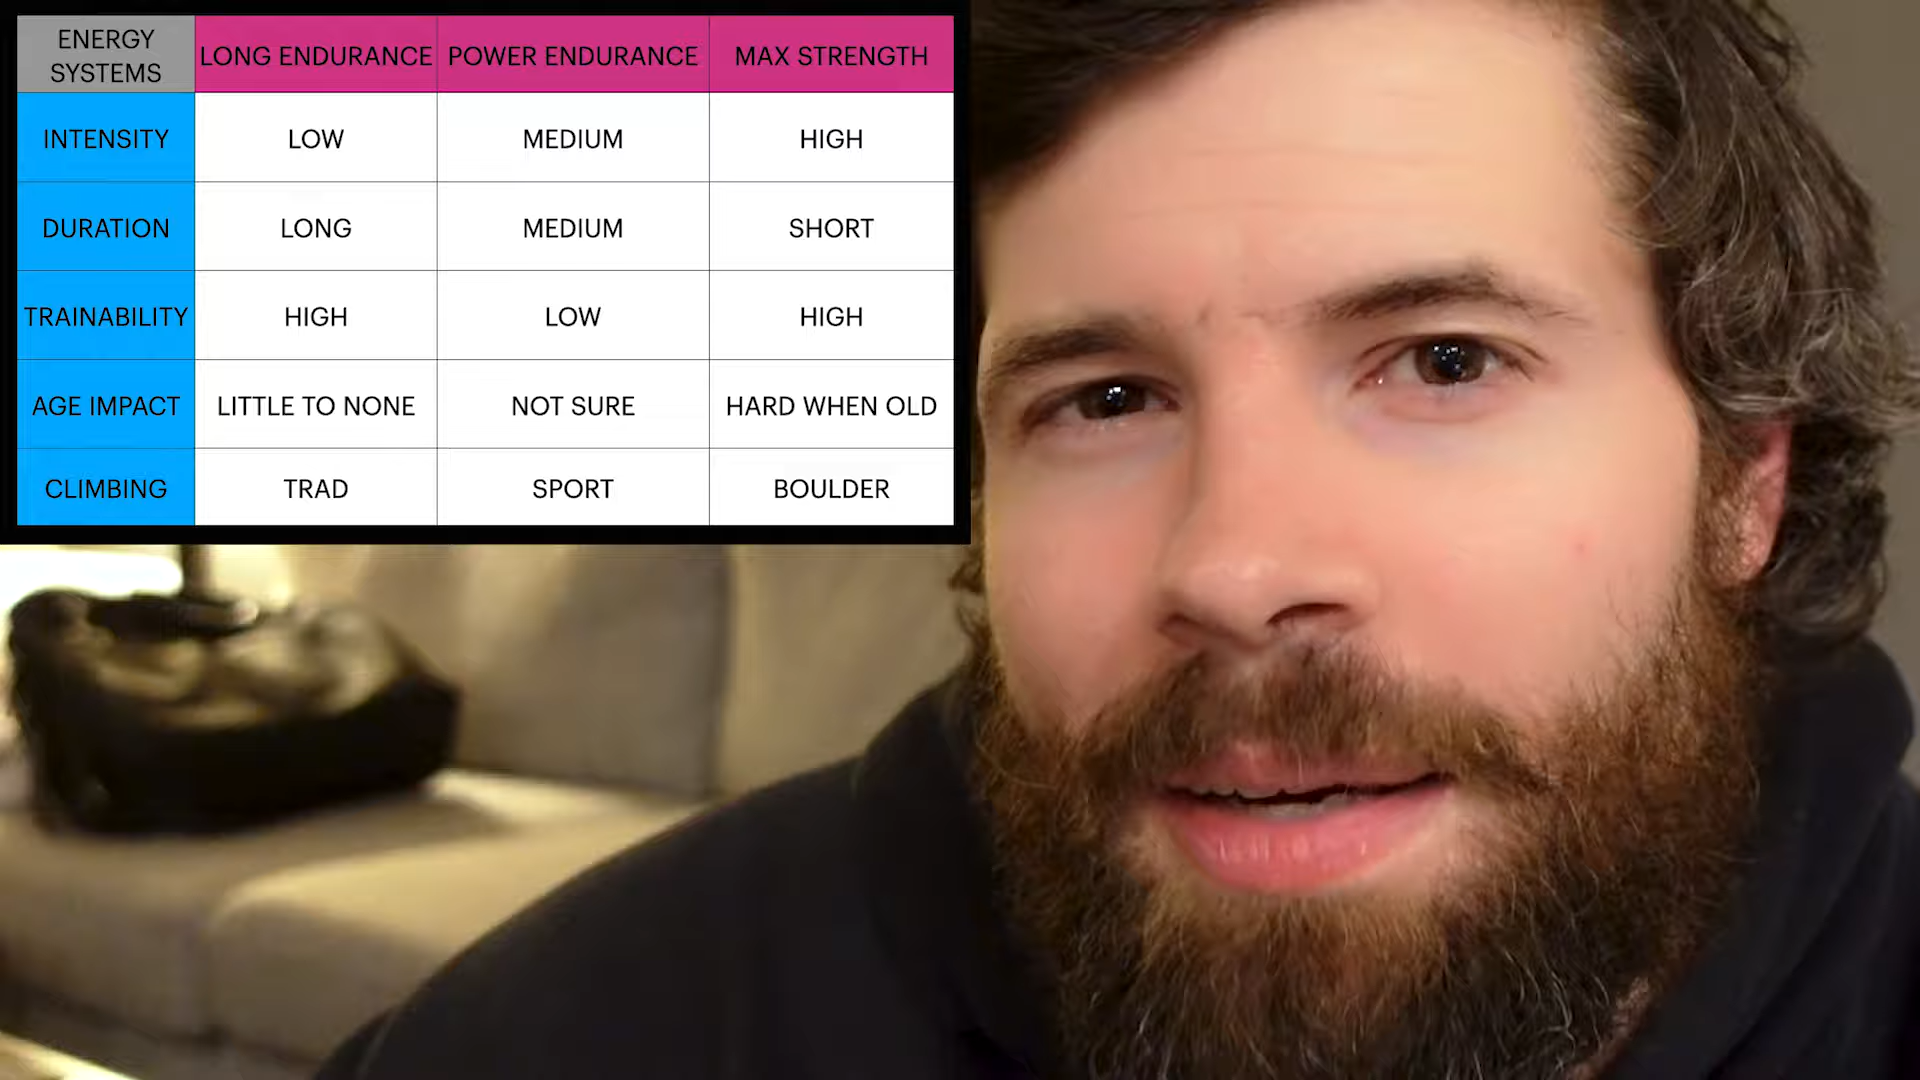 ENERGY
SYSTEMS
LONG ENDURANCE
POWER ENDURANCE
MAX STRENGTH
INTENSITY
LOW
MEDIUM
HIGH
DURATION
LONG
MEDIUM
SHORT
TRAINABILITY
HIGH
LOW
HIGH
AGE IMPACT
LITTLE TO NONE
NOT SURE
HARD WHEN OLD
CLIMBING
TRAD
SPORT
BOULDER